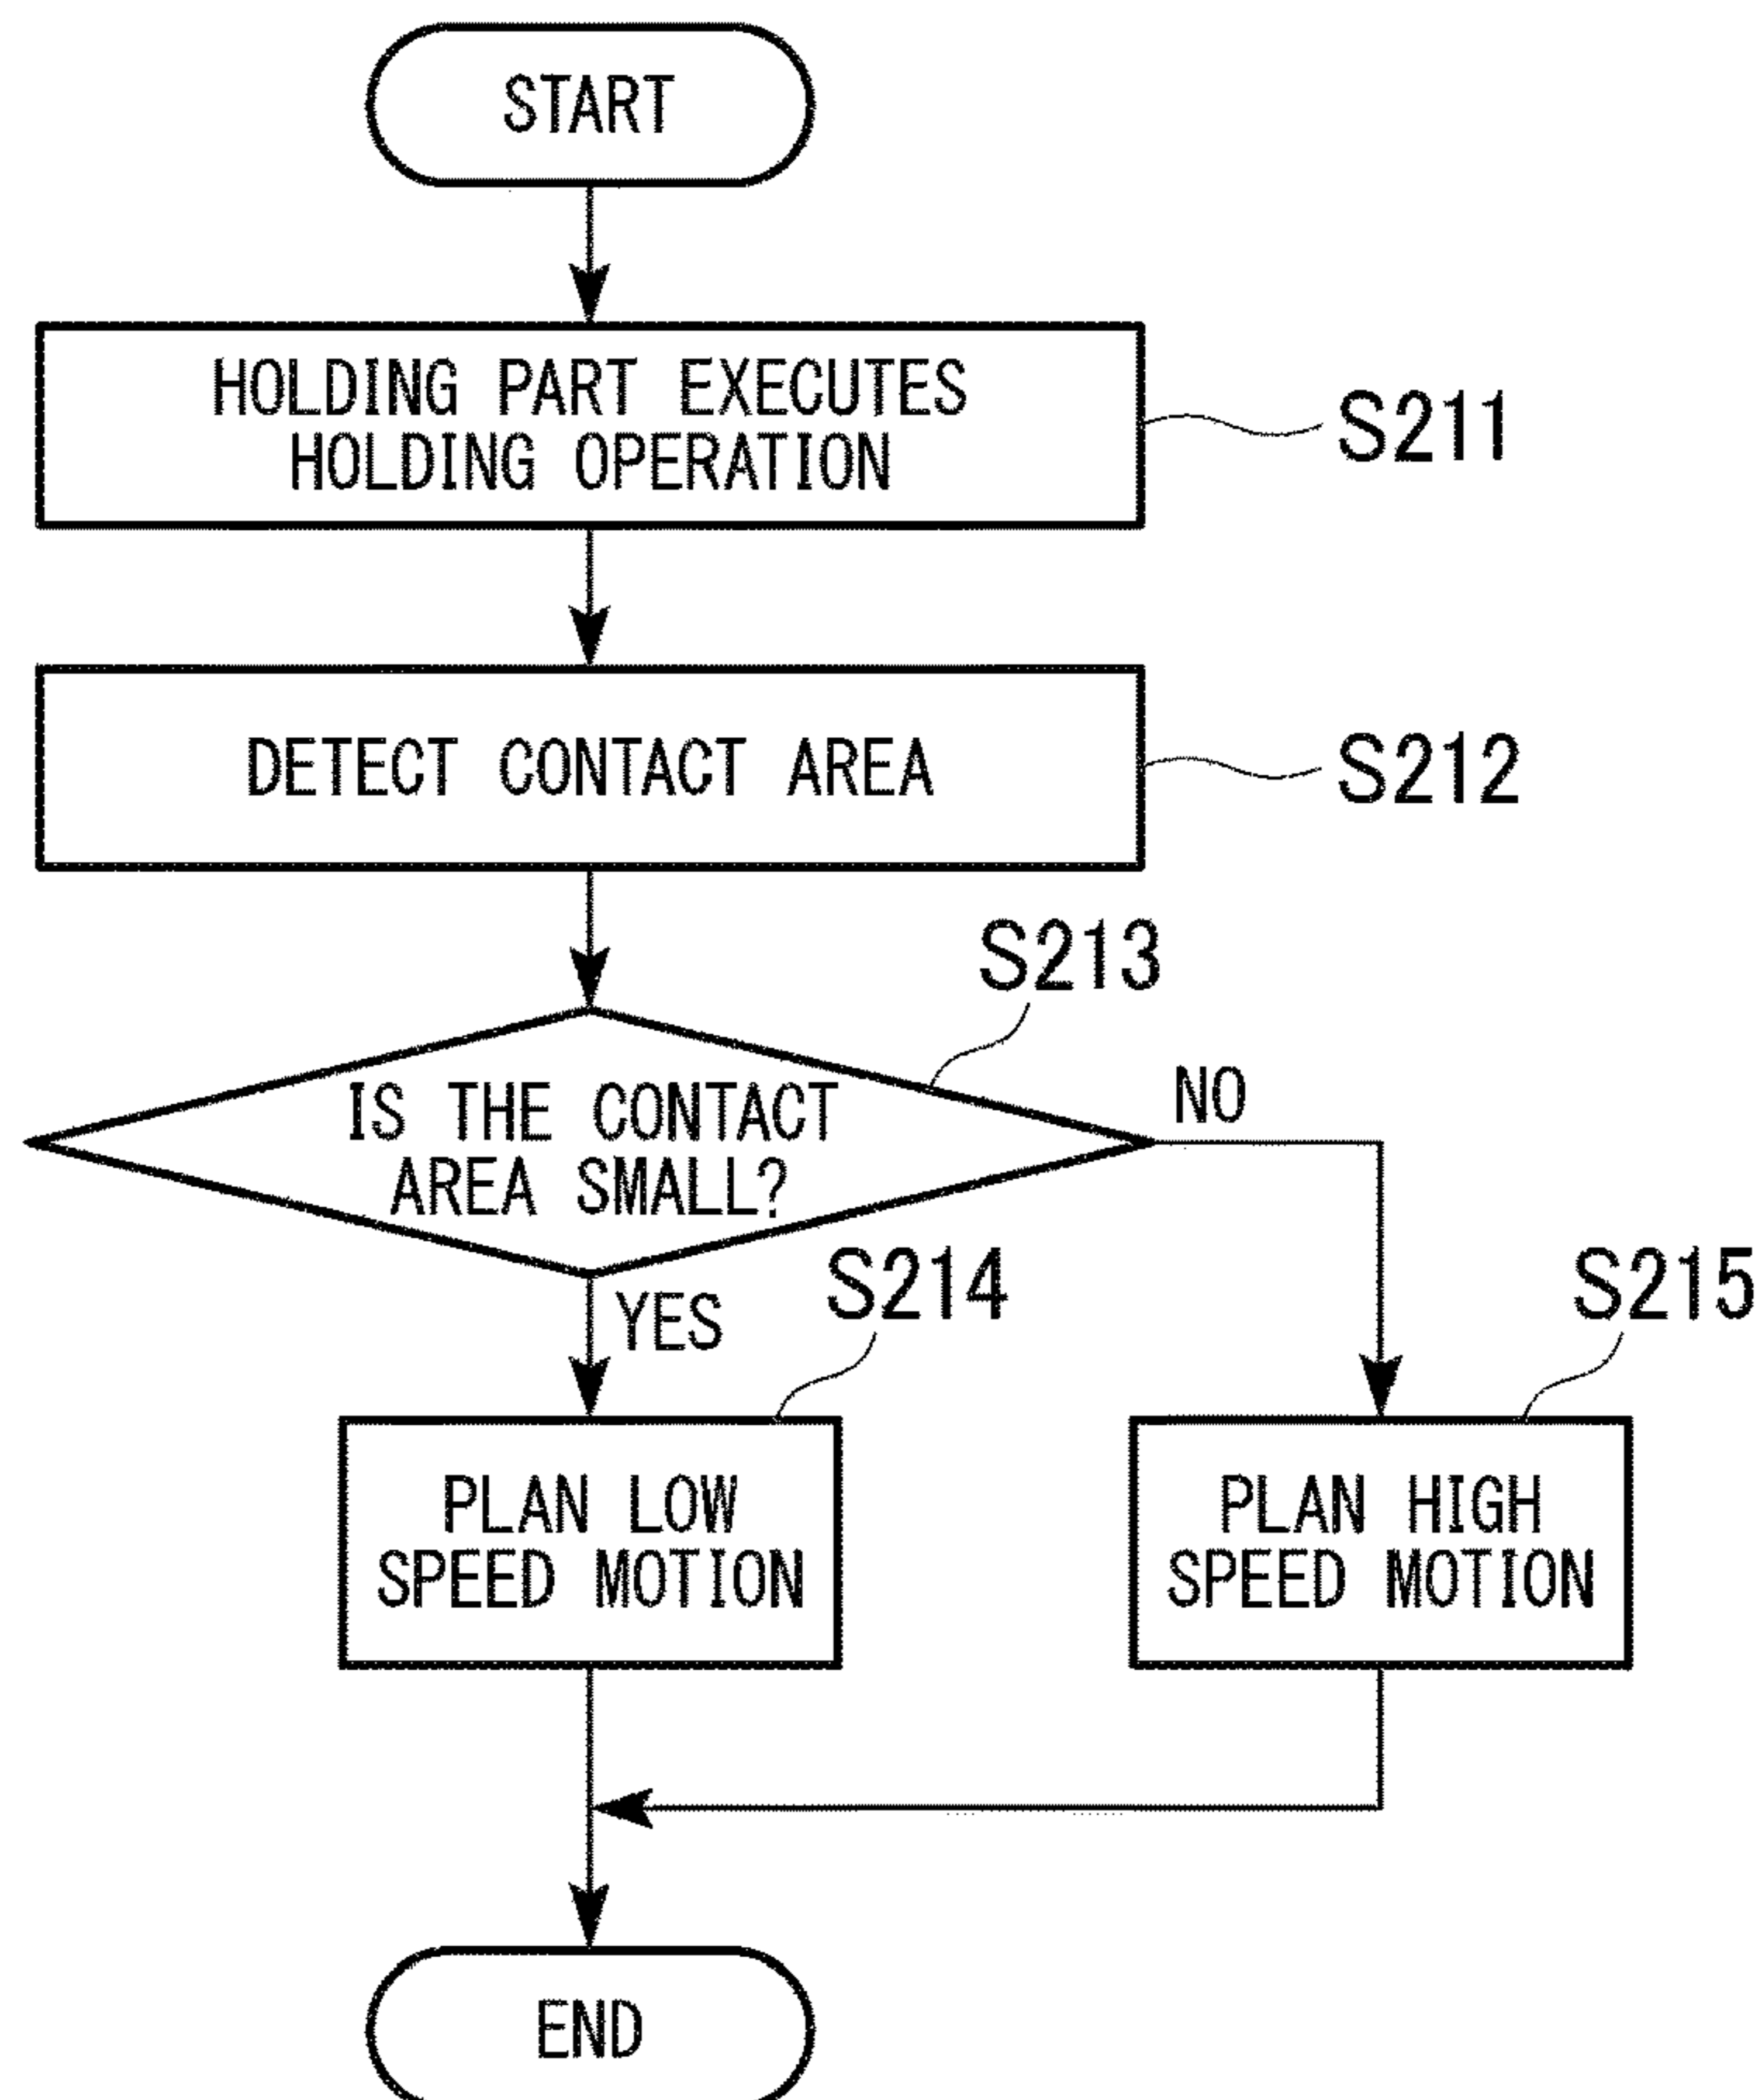 START
HOLDING PART EXECUTES
HOLDING OPERATION
S211
DETECT CONTACT AREA
S212
S213
IS THE CONTACT
AREA SMALL?
NO
YES
S214
S215
PLAN LOW
SPEED MOTION
PLAN HIGH
SPEED MOTION
END